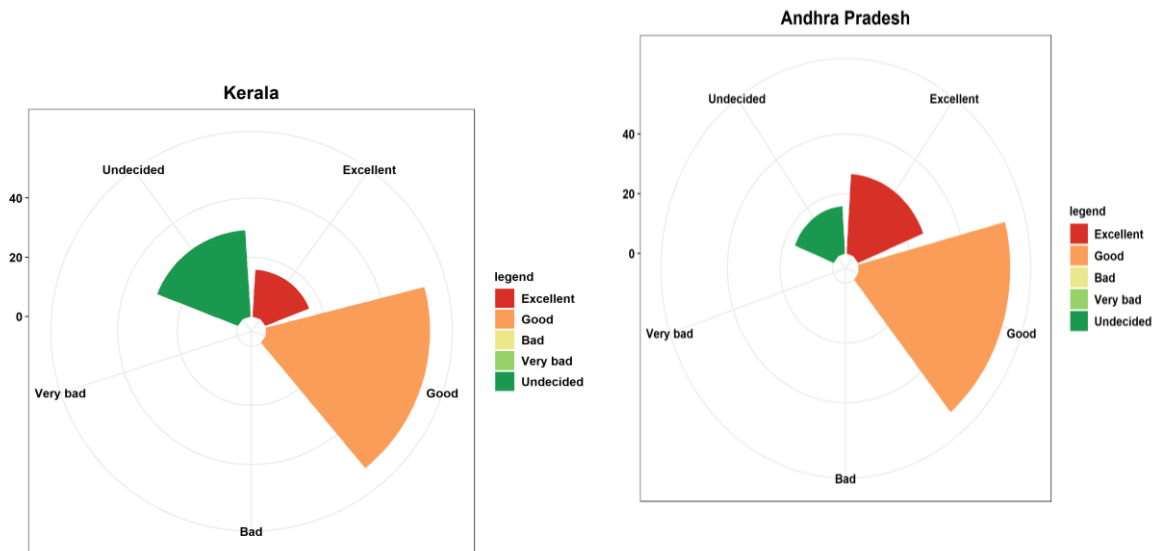 Kerala
Undecided
Excellent
40
20
0
Very bad
Good
Bad
legend
Excellent
Good
Bad
Very bad
Undecided
Andhra Pradesh
Undecided
Excellent
40
20
0
Very bad
Good
Bad
legend
Excellent
Good
Bad
Very bad
Undecided